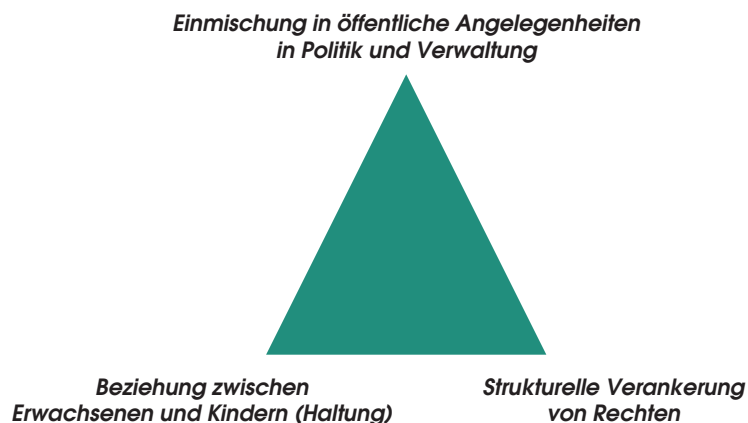 Einmischung in öffentliche Angelegenheiten
in Politik und Verwaltung
Beziehung zwischen
Erwachsenen und Kindern (Haltung)
Strukturelle Verankerung
von Rechten